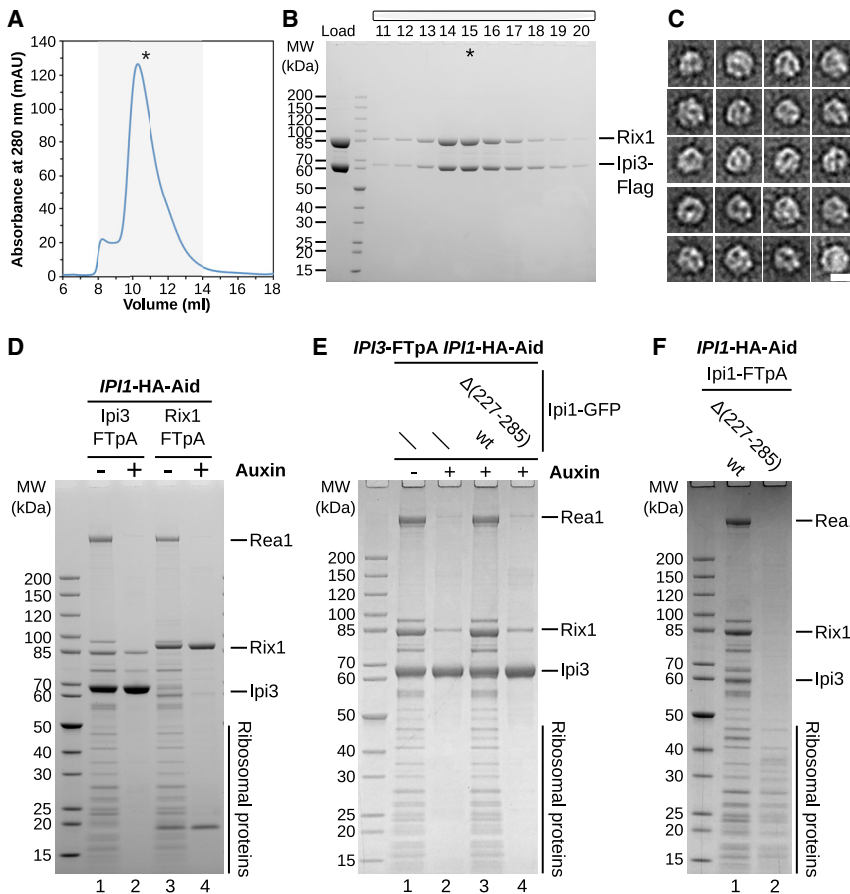 A
Absorbance at 280 nm (mAU)
140
120
100
80
60
40
20
0
*
6 8 10 12 14 16 18
Volume (ml)
B
Load 11 12 13 14 15 16 17 18 19 20
MW
(kDa)
*
200
150
120
100
85
70
60
50
40
30
25
20
15
Rix1
Ipi3-
Flag
C
D
IPI1-HA-Aid
Ipi3 FTpA
Rix1 FTpA
- + - + Auxin
MW
(kDa)
200
150
120
100
85
70
60
50
40
30
25
20
15
Rea1
Rix1
Ipi3
Ribosomal proteins
1 2 3 4
E
IPI3-FTpA IPI1-HA-Aid
\ \ wt Δ(227-285)
Ipi1-GFP
- + + + Auxin
MW
(kDa)
200
150
120
100
85
70
60
50
40
30
25
20
15
Rea1
Rix1
Ipi3
Ribosomal proteins
1 2 3 4
F
IPI1-HA-Aid
Ipi1-FTpA
wt Δ(227-285)
MW
(kDa)
200
150
120
100
85
70
60
50
40
30
25
20
15
Rea
Rix1
Ipi3
Ribosomal proteins
1 2